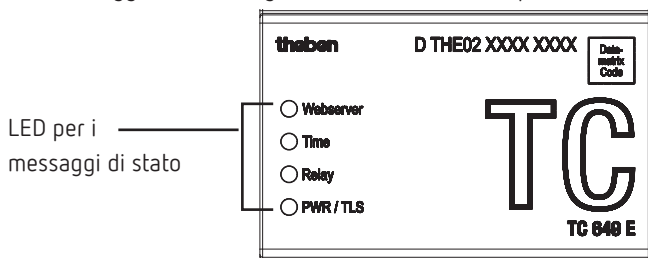 theben
D THE02 XXXX XXXX
Data-
matrix
Code
LED per i
messaggi di stato
Webserver
Time
Relay
PWR / TLS
TC
TC 649 E